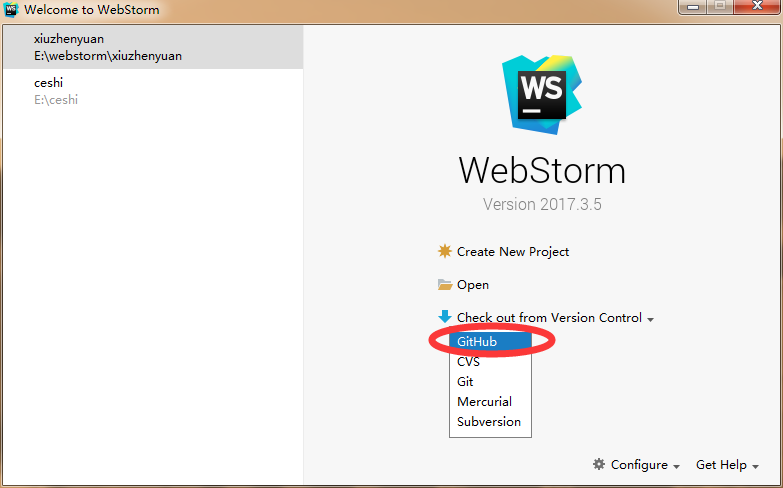 Welcome to WebStorm
xiuzhenyuan
E:\webstorm\xiuzhenyuan
ceshi
E:\ceshi
WS
WebStorm
Version 2017.3.5
Create New Project
Open
Check out from Version Control
GitHub
CVS
Git
Mercurial
Subversion
Configure
Get Help